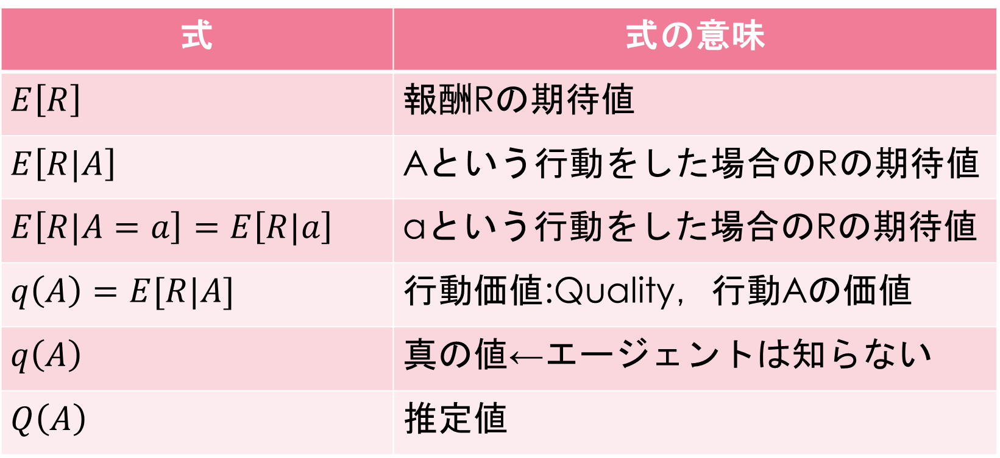 式 式の意味
E[R] 報酬Rの期待値
E[R|A] Aという行動をした場合のRの期待値
E[R|A = a] = E[R|a] aという行動をした場合のRの期待値
q(A) = E[R|A] 行動価値:Quality, 行動Aの価値
q(A) 真の値←エージェントは知らない
Q(A) 推定値